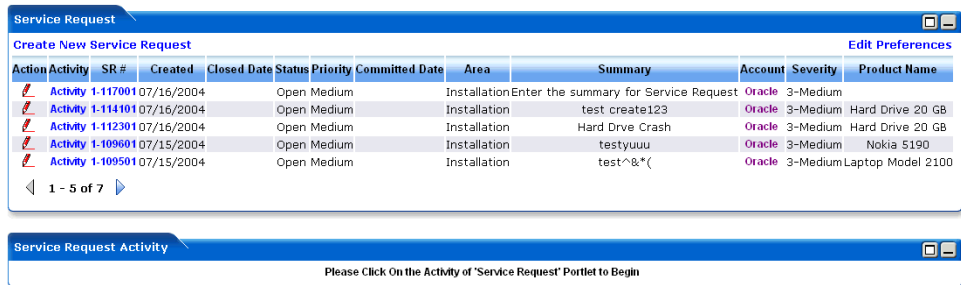 Service Request
Create New Service Request Edit Preferences
Action Activity SR # Created Closed Date Status Priority Committed Date Area Summary Account Severity Product Name
Activity 1-117001 07/16/2004 Open Medium Installation Enter the summary for Service Request Oracle 3-Medium
Activity 1-114101 07/16/2004 Open Medium Installation test create123 Oracle 3-Medium Hard Drive 20 GB
Activity 1-112301 07/16/2004 Open Medium Installation Hard Drve Crash Oracle 3-Medium Hard Drive 20 GB
Activity 1-109601 07/15/2004 Open Medium Installation testyuuu Oracle 3-Medium Nokia 5190
Activity 1-109501 07/15/2004 Open Medium Installation test^&*( Oracle 3-Medium Laptop Model 2100
1 - 5 of 7
Service Request Activity
Please Click On the Activity of 'Service Request' Portlet to Begin